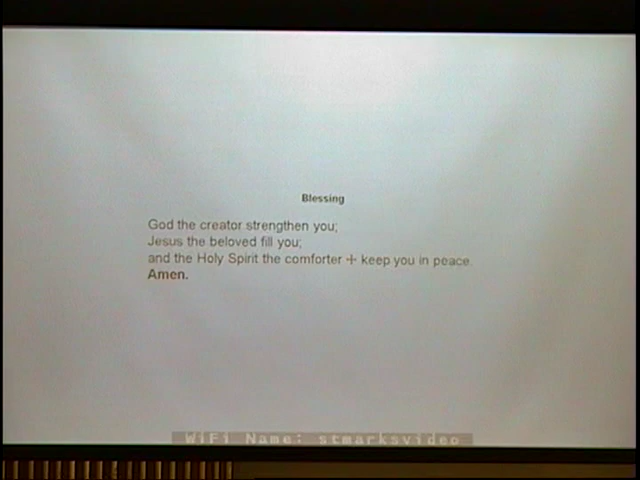 Blessing
God the creator strengthen you;
Jesus the beloved fill you;
and the Holy Spirit the comforter + keep you in peace.
Amen.
WiFi Name: stmarksvideo